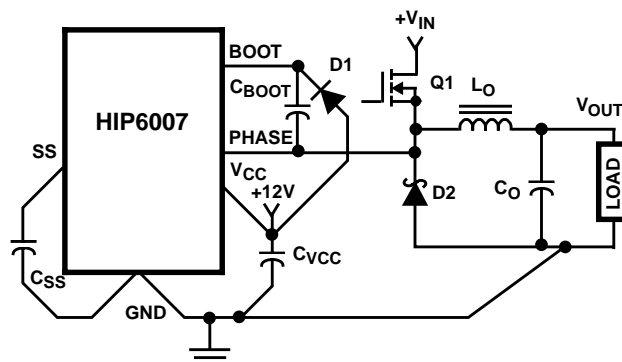 +VIN
BOOT
D1
CBOOT
Q1
LO
VOUT
HIP6007
SS
PHASE
VCC
+12V
D2
CO
LOAD
CSS
CVCC
GND